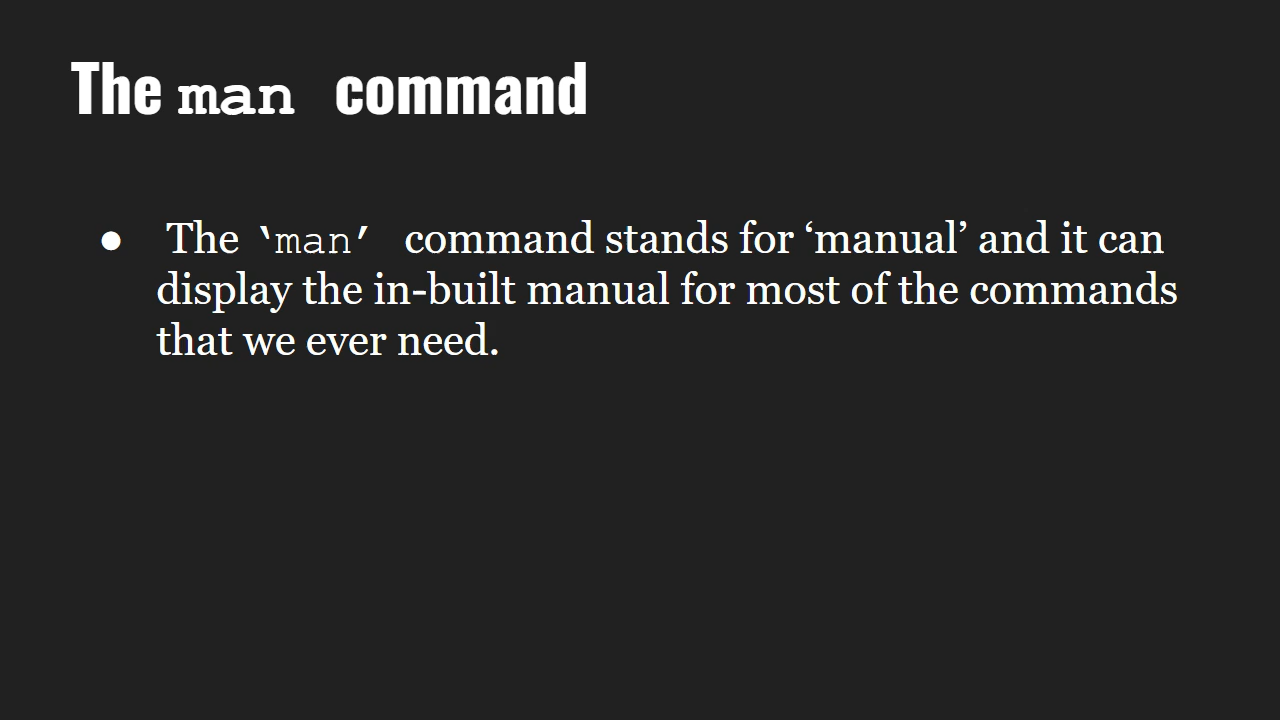 The man command
● The ‘man’ command stands for ‘manual’ and it can
display the in-built manual for most of the commands
that we ever need.